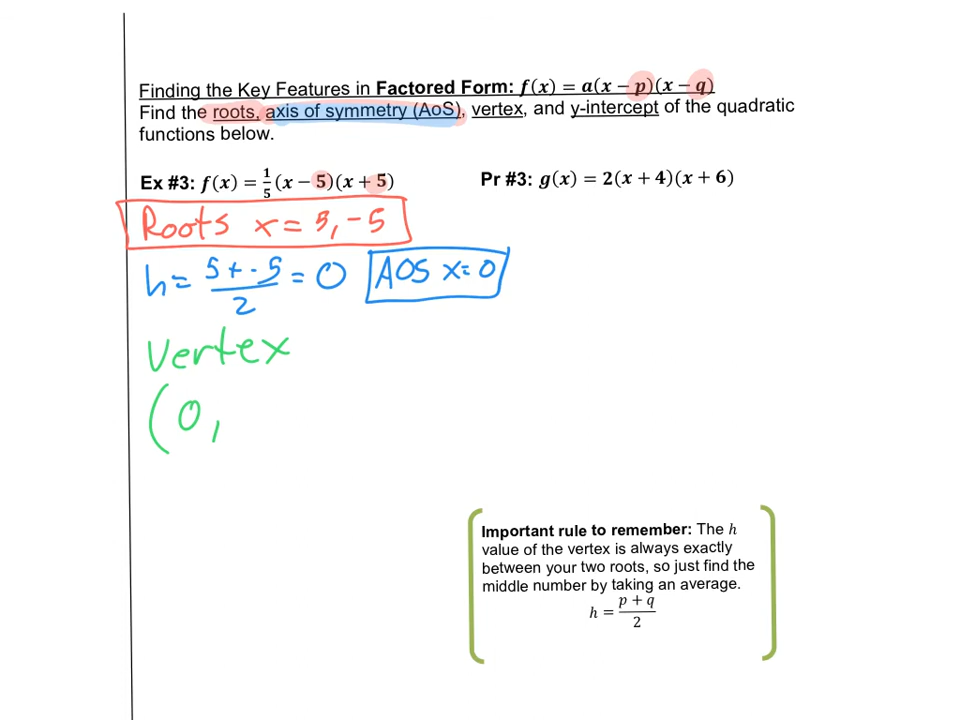 Finding the Key Features in Factored Form: f(x) = a(x − p)(x − q)
Find the roots, axis of symmetry (AoS), vertex, and y-intercept of the quadratic
functions below.
Ex #3: f(x) = 1/5 (x − 5)(x + 5)
Roots x = 5, -5
h = 5 + -5 / 2 = 0 AOS x = 0
Vertex
(0,
Pr #3: g(x) = 2(x + 4)(x + 6)
Important rule to remember: The h
value of the vertex is always exactly
between your two roots, so just find the
middle number by taking an average.
h = p + q / 2